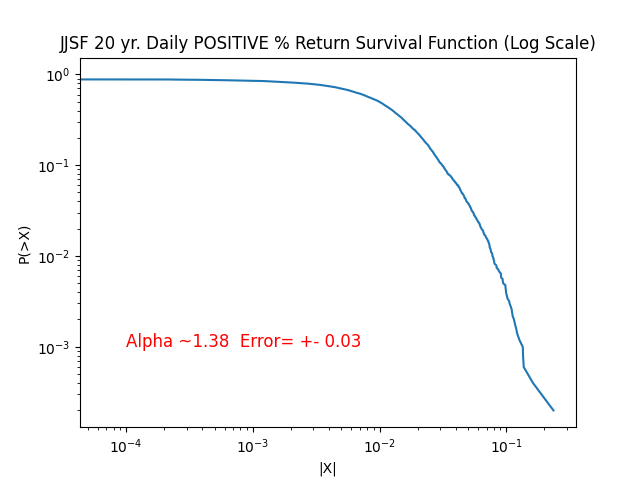 JJSF 20 yr. Daily POSITIVE % Return Survival Function (Log Scale)
10^0
10^-1
10^-2
10^-3
P(>X)
Alpha ~1.38  Error= +- 0.03
10^-4 10^-3 10^-2 10^-1
|X|